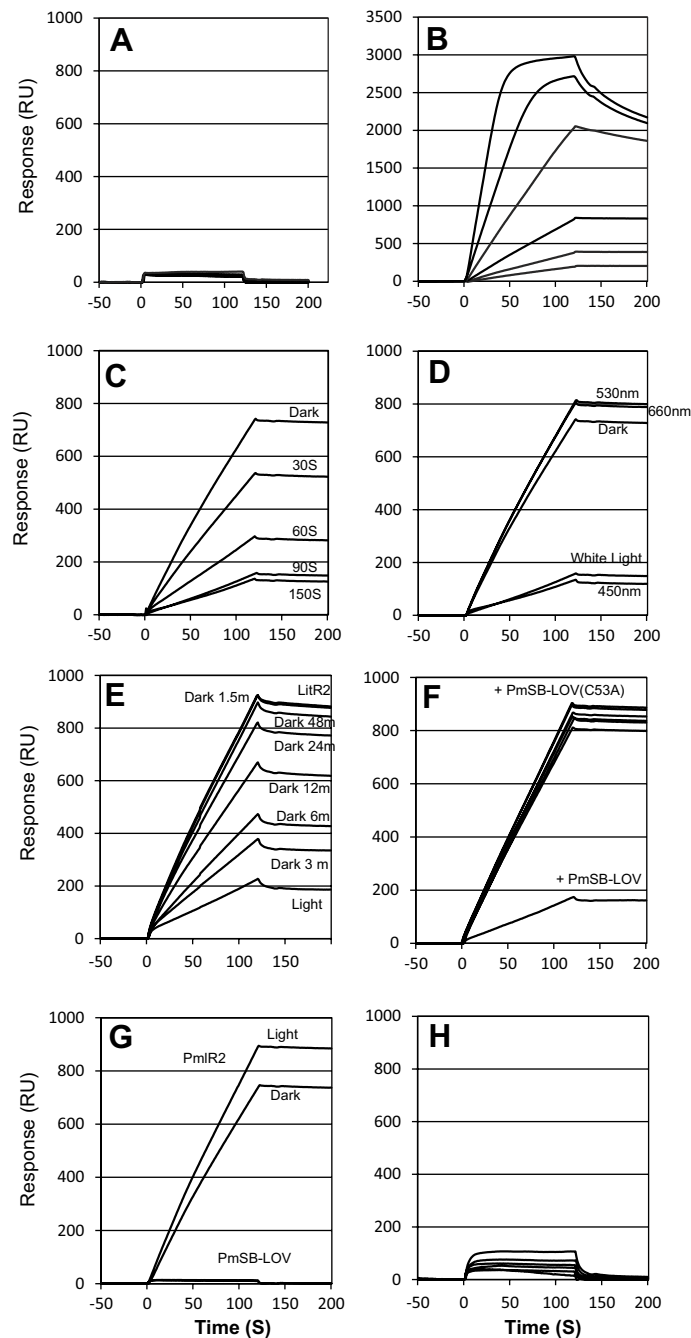 A
Response (RU)
1000
800
600
400
200
0
-50 0 50 100 150 200
B
3500
3000
2500
2000
1500
1000
500
0
-50 0 50 100 150 200
C
Response (RU)
1000
800
600
400
200
0
Dark
30S
60S
90S
150S
-50 0 50 100 150 200
D
1000
800
600
400
200
0
530nm
660nm
Dark
White Light
450nm
-50 0 50 100 150 200
E
Response (RU)
1000
800
600
400
200
0
LitR2
Dark 1.5m
Dark 48m
Dark 24m
Dark 12m
Dark 6m
Dark 3 m
Light
-50 0 50 100 150 200
F
1000
800
600
400
200
0
+ PmSB-LOV(C53A)
+ PmSB-LOV
-50 0 50 100 150 200
G
Response (RU)
1000
800
600
400
200
0
Light
PmlR2
Dark
PmSB-LOV
-50 0 50 100 150 200
Time (S)
H
1000
800
600
400
200
0
-50 0 50 100 150 200
Time (S)